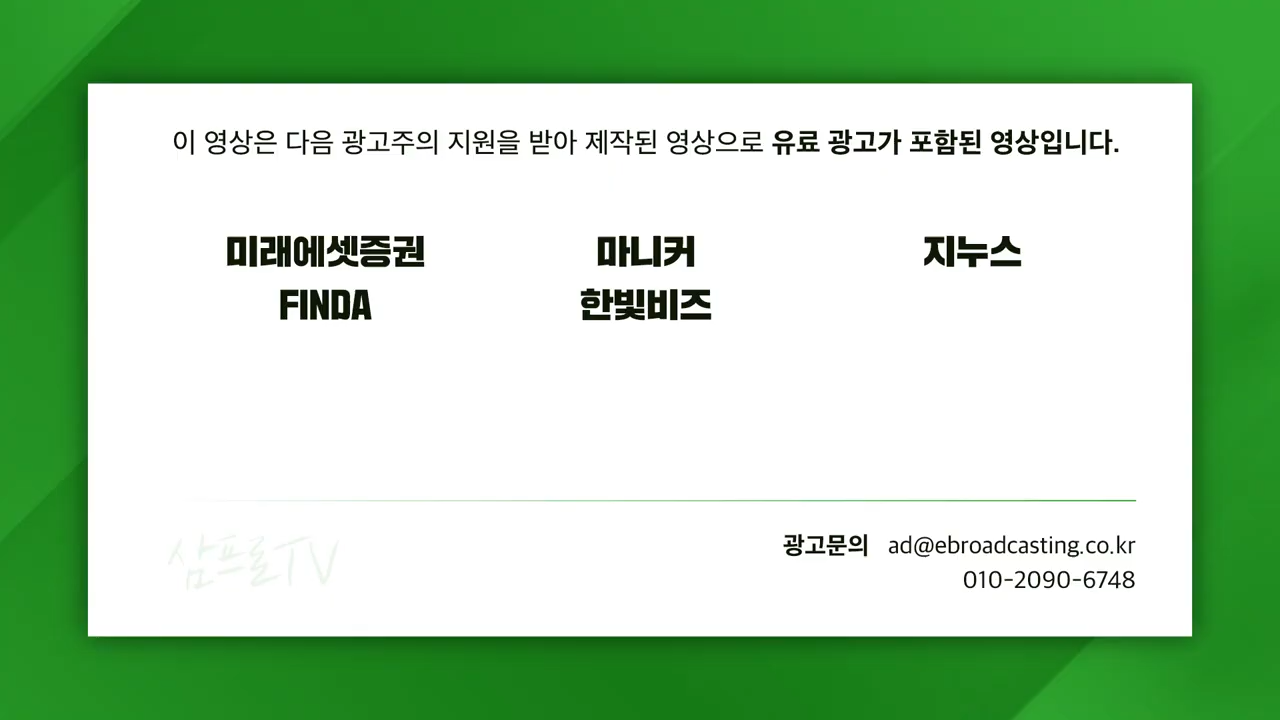 이 영상은 다음 광고주의 지원을 받아 제작된 영상으로 유료 광고가 포함된 영상입니다.
미래에셋증권 마니커 지누스
FINDA 한빛비즈
삼프로TV
광고문의 ad@ebroadcasting.co.kr
010-2090-6748